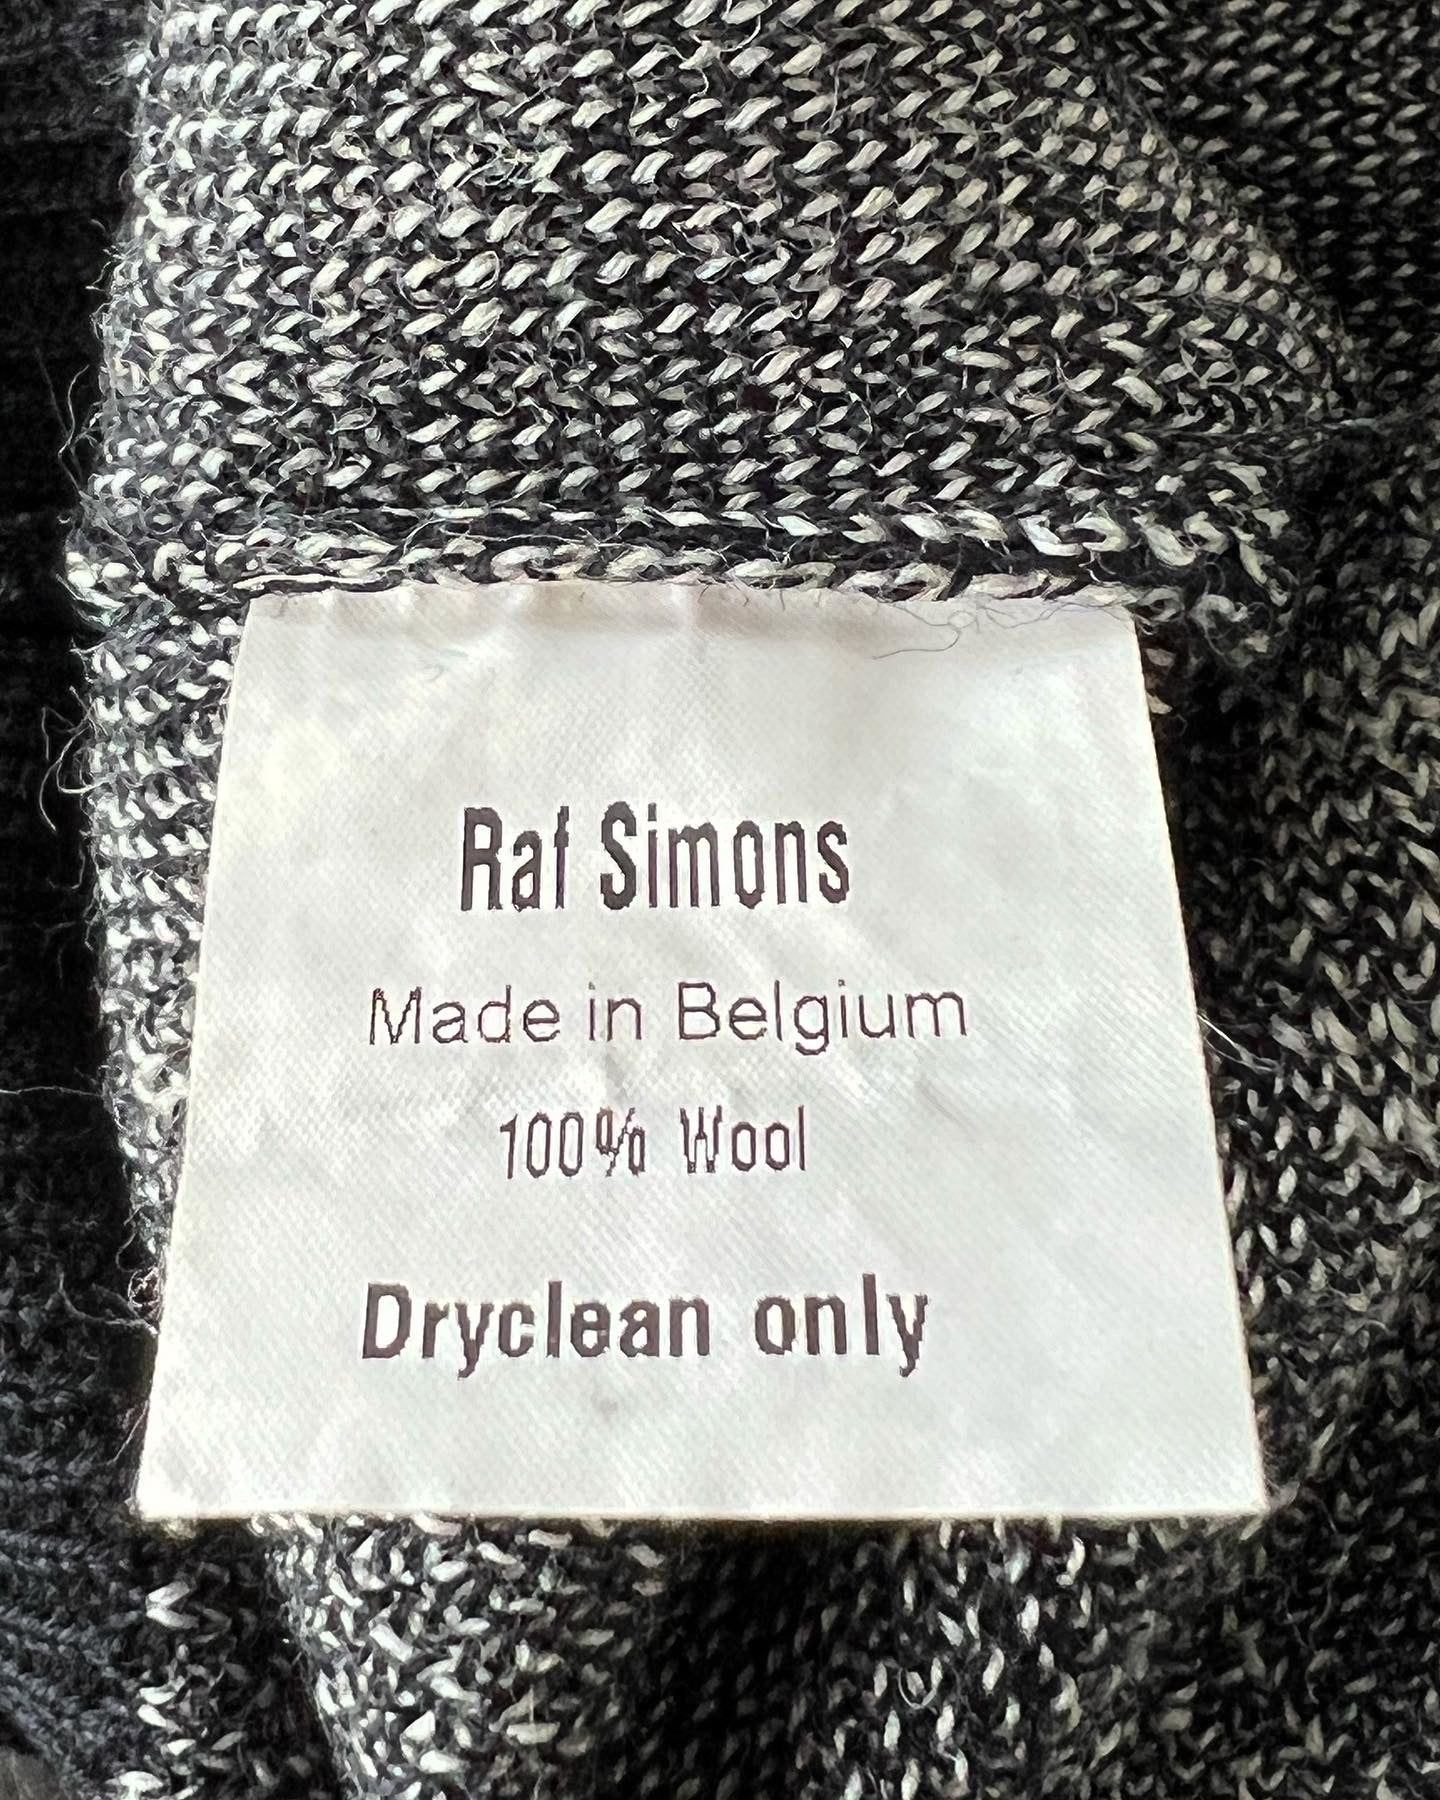 Raf Simons
Made in Belgium
100% Wool
Dryclean only